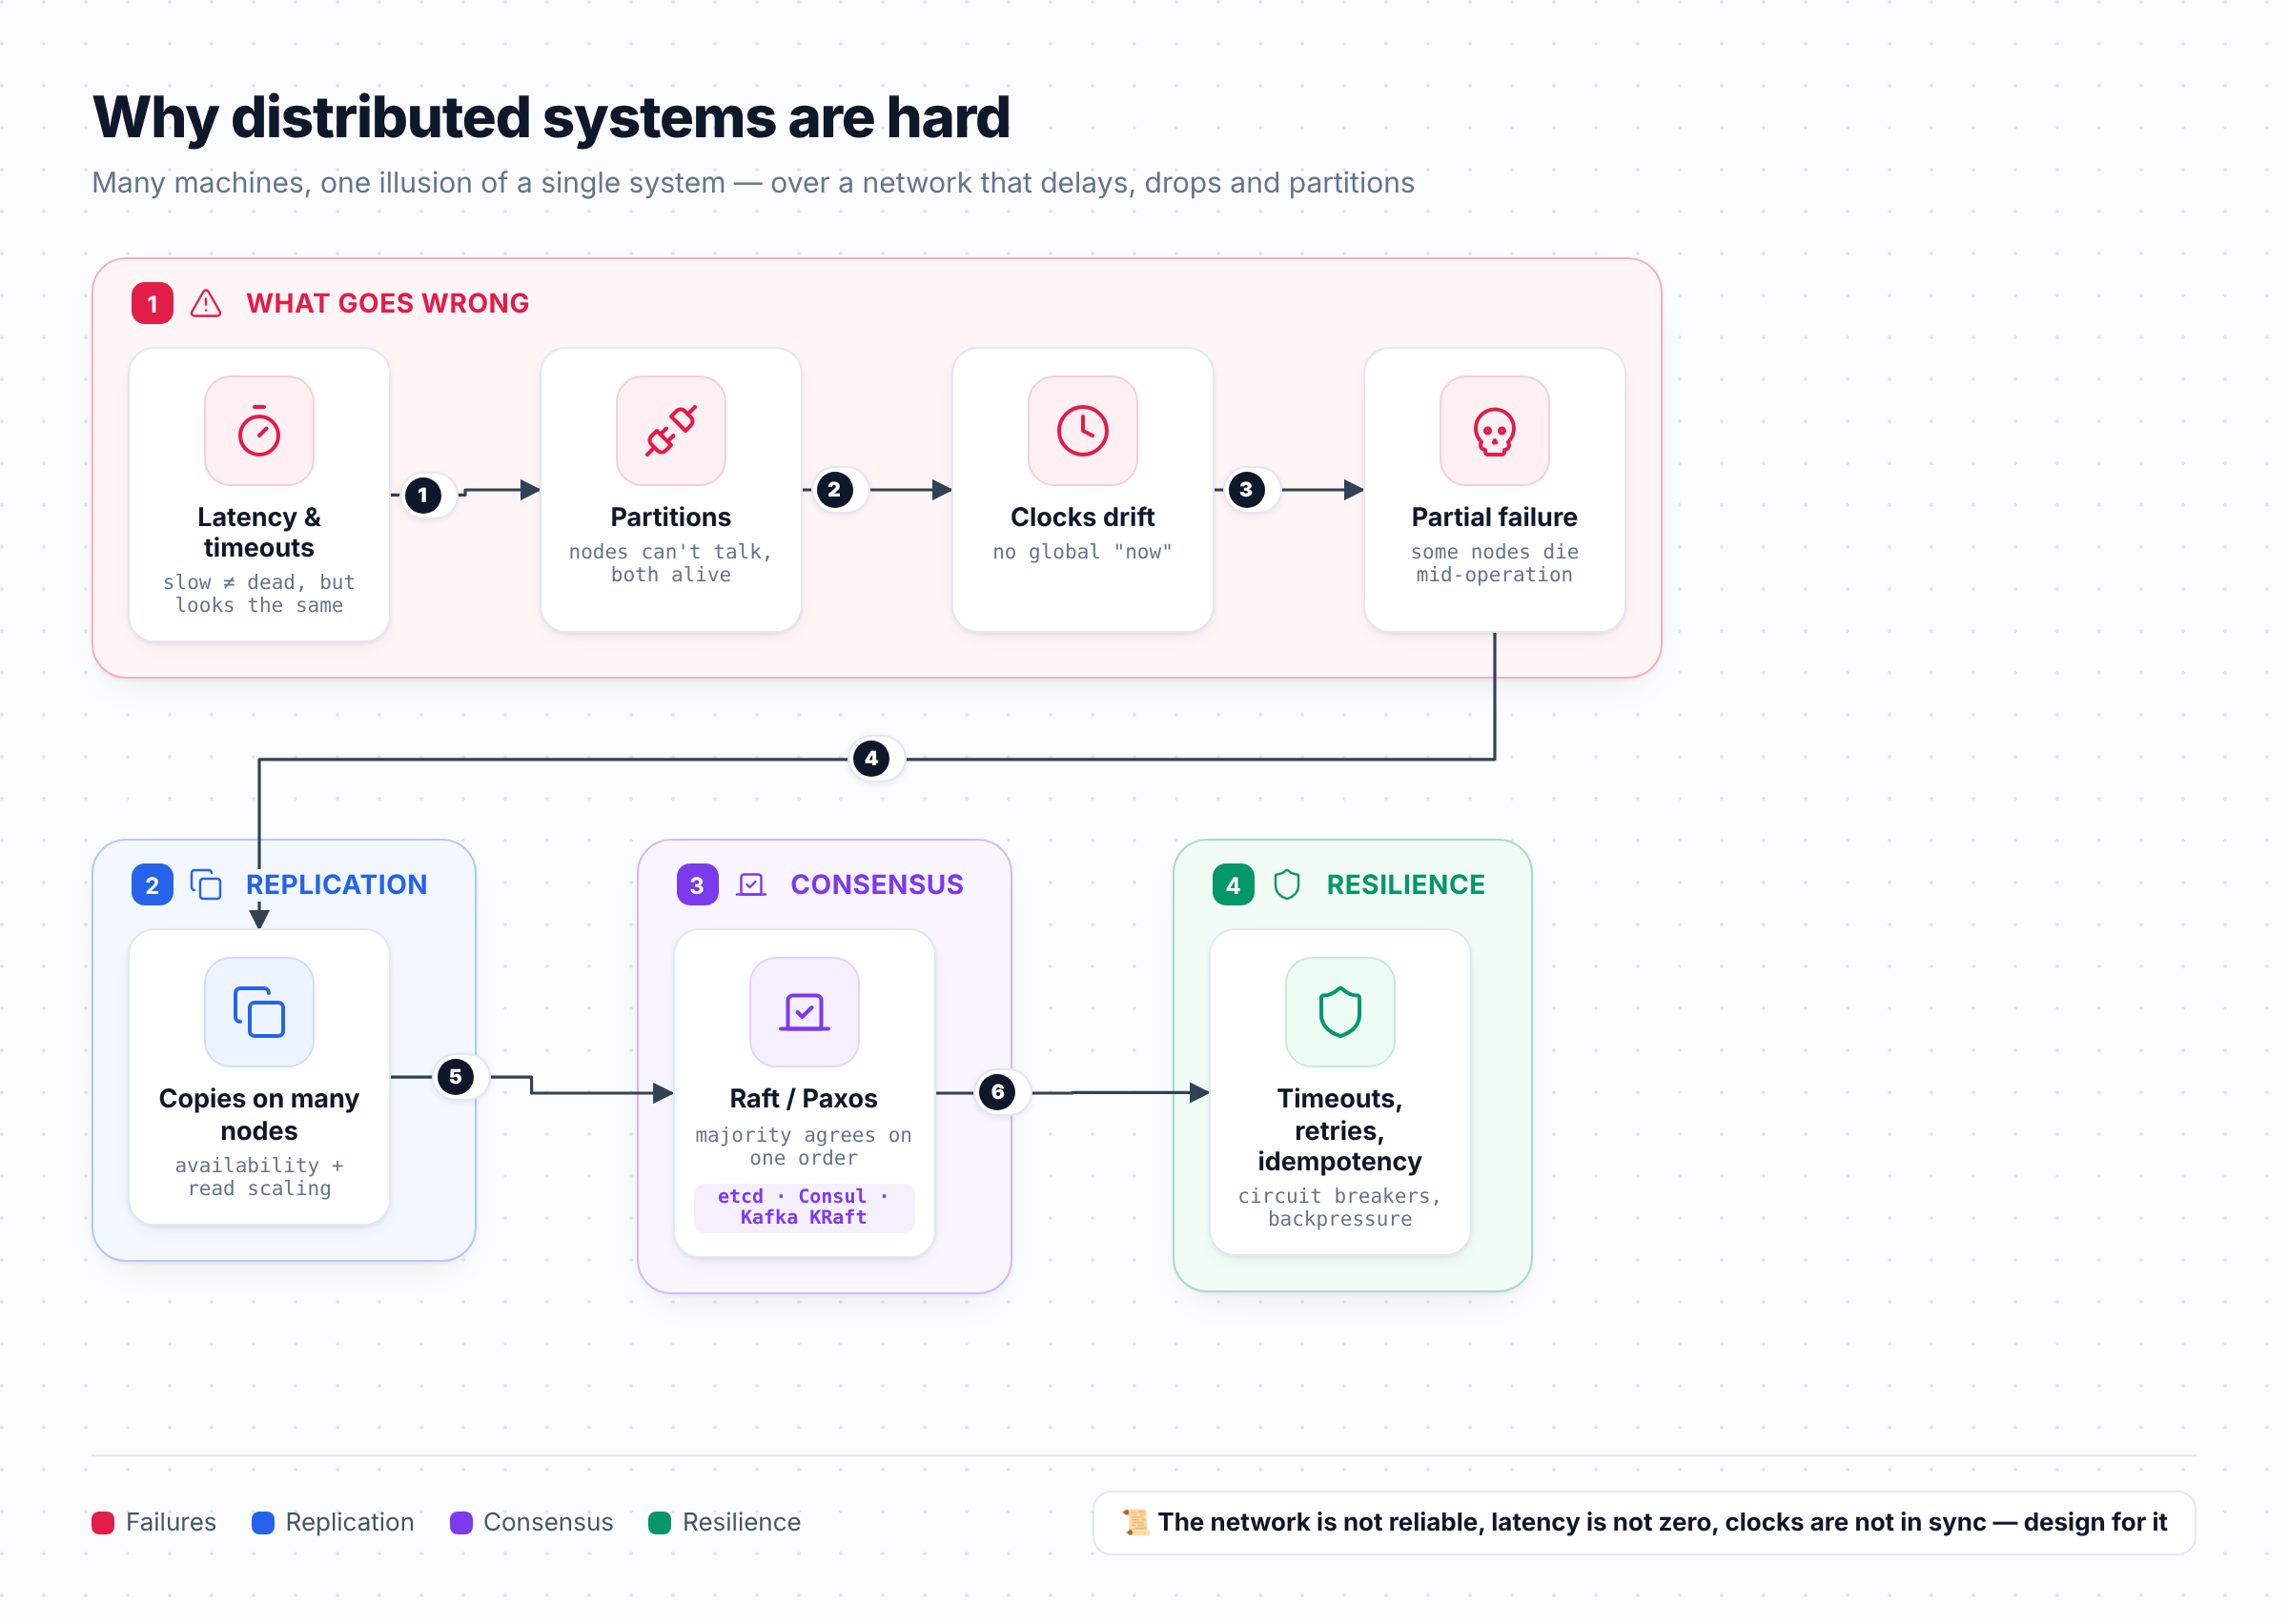 Why distributed systems are hard
Many machines, one illusion of a single system — over a network that delays, drops and partitions
1 WHAT GOES WRONG
Latency &
timeouts
slow ≠ dead, but
looks the same
1
Partitions
nodes can't talk,
both alive
2
Clocks drift
no global "now"
3
Partial failure
some nodes die
mid-operation
4
2 REPLICATION
Copies on many
nodes
availability +
read scaling
5
3 CONSENSUS
Raft / Paxos
majority agrees on
one order
etcd · Consul ·
Kafka KRaft
6
4 RESILIENCE
Timeouts,
retries,
idempotency
circuit breakers,
backpressure
Failures Replication Consensus Resilience
📜 The network is not reliable, latency is not zero, clocks are not in sync — design for it